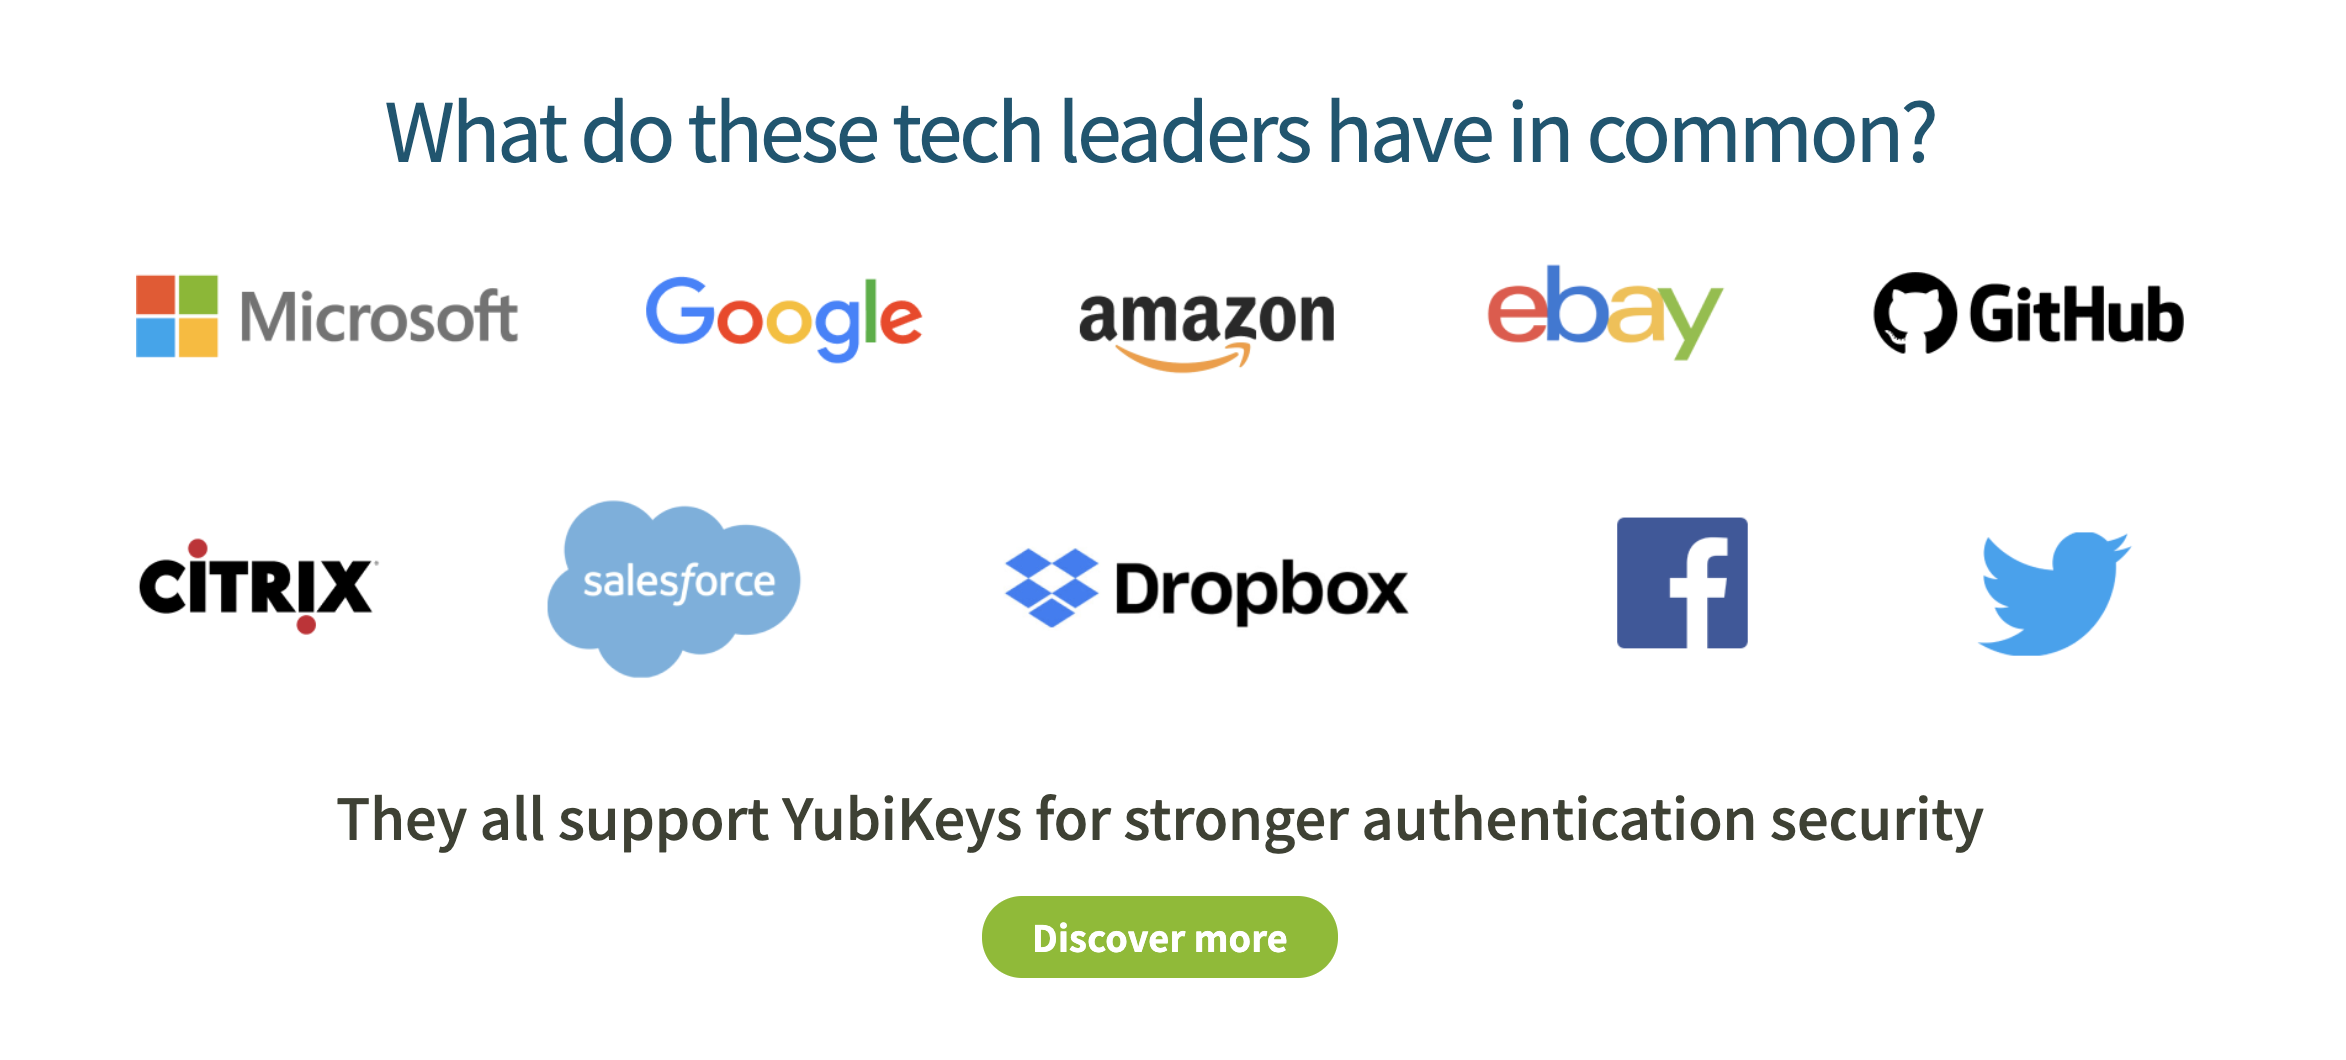 What do these tech leaders have in common?
Microsoft Google amazon ebay GitHub
CiTRIX salesforce Dropbox f
They all support YubiKeys for stronger authentication security
Discover more